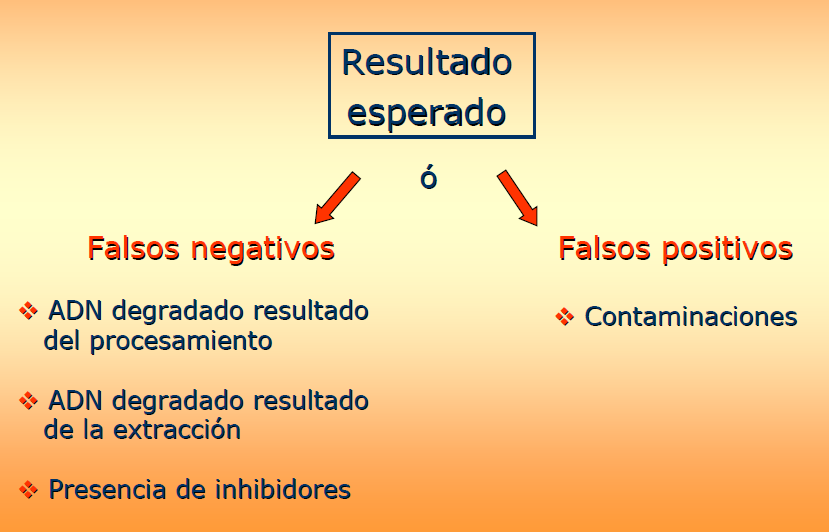 Resultado
esperado
ó
Falsos negativos
❖ ADN degradado resultado
del procesamiento
❖ ADN degradado resultado
de la extracción
❖ Presencia de inhibidores
Falsos positivos
❖ Contaminaciones